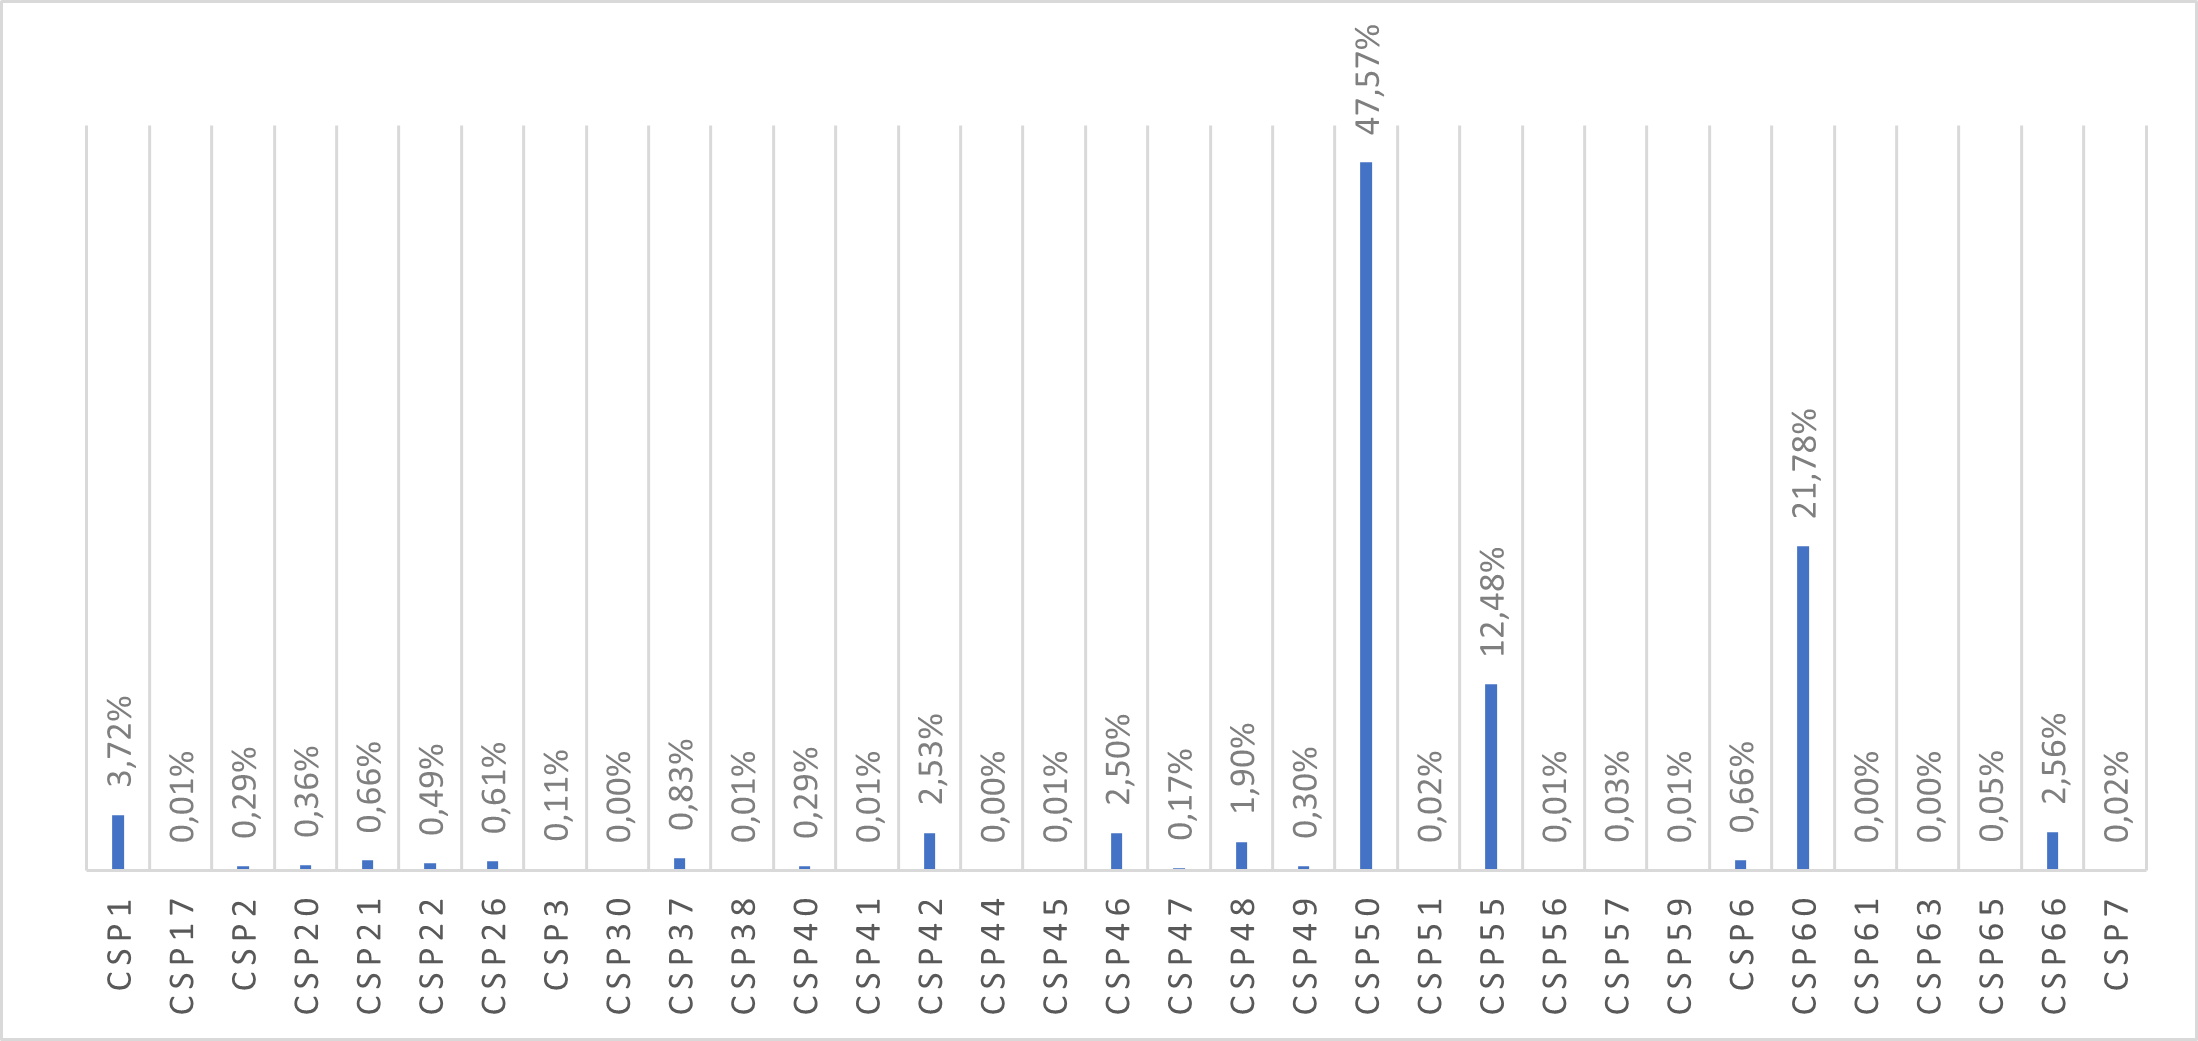 3,72%
0,01%
0,29%
0,36%
0,66%
0,49%
0,61%
0,11%
0,00%
0,83%
0,01%
0,29%
0,01%
2,53%
0,00%
0,01%
2,50%
0,17%
1,90%
0,30%
47,57%
0,02%
12,48%
0,01%
0,03%
0,01%
0,66%
21,78%
0,00%
0,00%
0,05%
2,56%
0,02%
CSP1
CSP17
CSP2
CSP20
CSP21
CSP22
CSP26
CSP3
CSP30
CSP37
CSP38
CSP40
CSP41
CSP42
CSP44
CSP45
CSP46
CSP47
CSP48
CSP49
CSP50
CSP51
CSP55
CSP56
CSP57
CSP59
CSP6
CSP60
CSP61
CSP63
CSP65
CSP66
CSP7